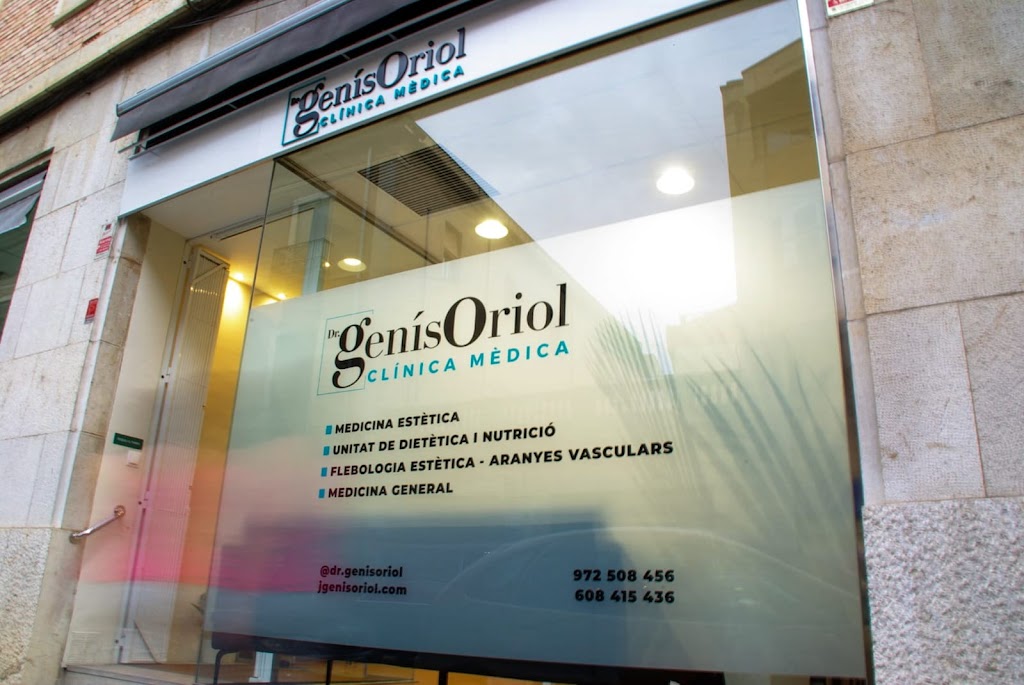 Dr. genísOriol
CLÍNICA MÈDICA
Dr. genísOriol
CLÍNICA MÈDICA
MEDICINA ESTÈTICA
UNITAT DE DIETÈTICA I NUTRICIÓ
FLEBOLOGIA ESTÈTICA - ARANYES VASCULARS
MEDICINA GENERAL
@dr.genisoriol
jgenisoriol.com
972 508 456
608 415 436